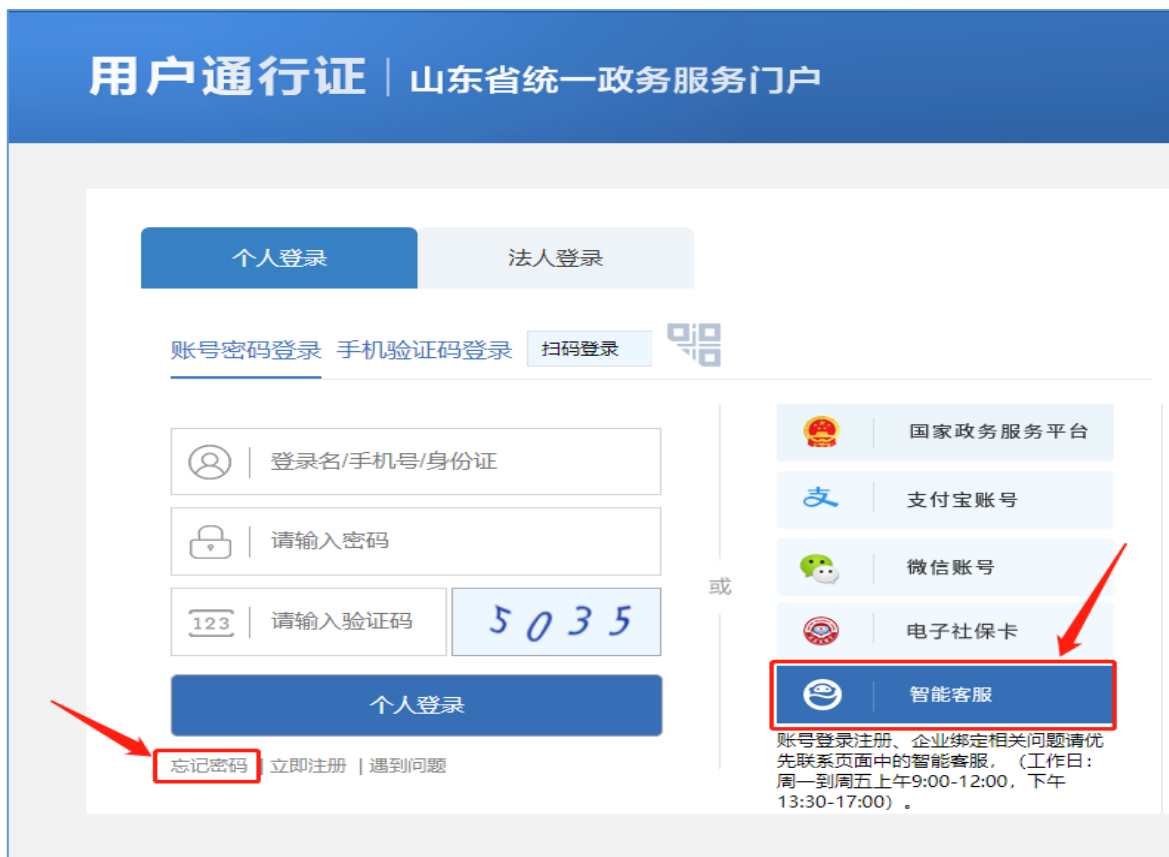 用户通行证 | 山东省统一政务服务门户
个人登录
法人登录
账号密码登录 手机验证码登录 扫码登录
登录名/手机号/身份证
请输入密码
123 请输入验证码 5035
个人登录
忘记密码 | 立即注册 | 遇到问题
或
国家政务服务平台
支付宝账号
微信账号
电子社保卡
智能客服
账号登录注册、企业绑定相关问题请优
先联系页面中的智能客服，（工作日：
周一到周五上午9:00-12:00，下午
13:30-17:00）。